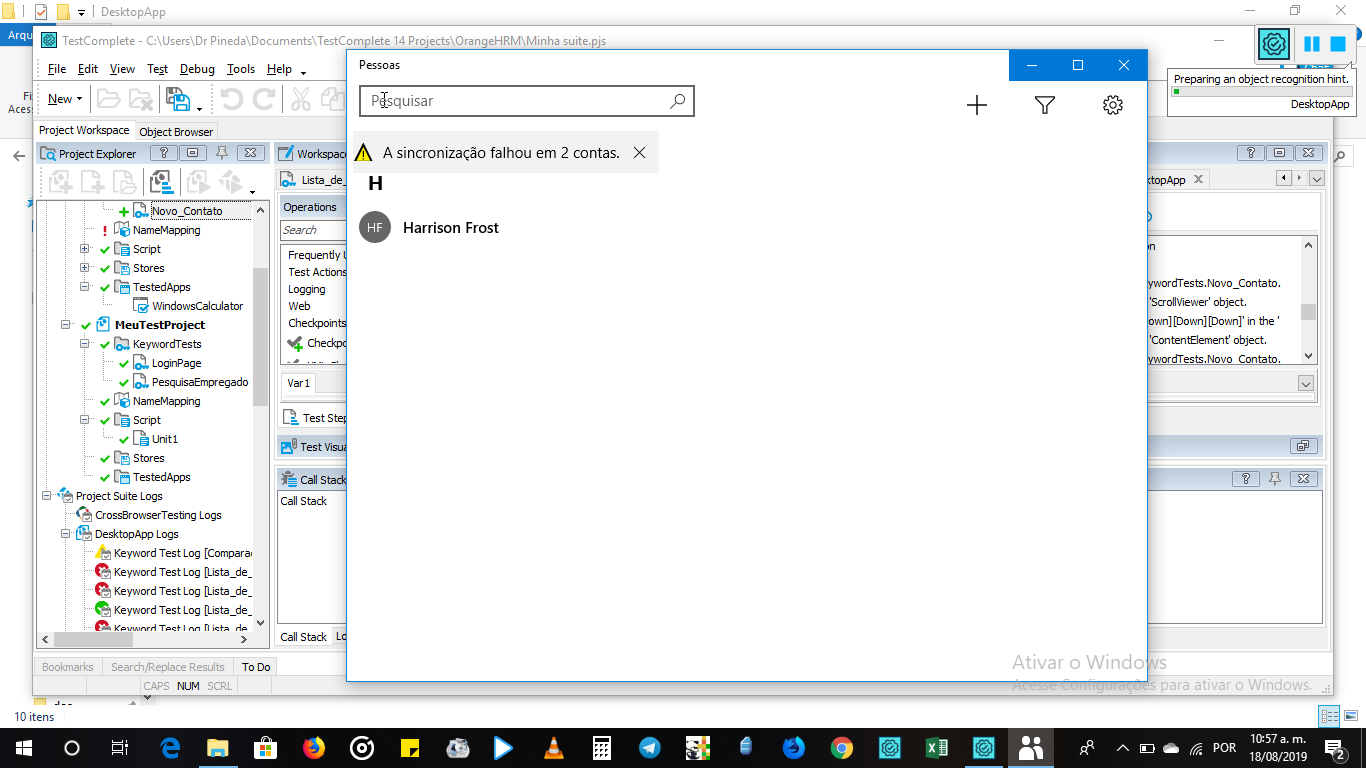 DesktopApp
Arqu
TestComplete - C:\Users\Dr Pineda\Documents\TestComplete 14 Projects\OrangeHRM\Minha suite.pjs
File Edit View Test Debug Tools Help
New
Aces
Preparing an object recognition hint.
DesktopApp
Pessoas
Pesquisar
A sincronização falhou em 2 contas.
H
HF Harrison Frost
Project Workspace Object Browser
Project Explorer
Workspac
Lista_de_
ktopApp
Novo_Contato
NameMapping
Script
Stores
TestedApps
WindowsCalculator
MeuTestProject
KeywordTests
LoginPage
PesquisaEmpregado
NameMapping
Script
Unit1
Stores
TestedApps
Project Suite Logs
CrossBrowserTesting Logs
DesktopApp Logs
Keyword Test Log [Compara
Keyword Test Log [Lista_de_
Keyword Test Log [Lista_de_
Keyword Test Log [Lista_de_
Keyword Test Log [Lista_de_
Operations
Search
Frequently U
Test Actions
Logging
Web
Checkpoints
Checkpo
Var1
Test Step
Test Visua
Call Stack
Call Stack
Call Stack Lo
on
ywordTests.Novo_Contato.
'ScrollViewer' object.
own][Down][Down]' in the '
'ContentElement' object.
ywordTests.Novo_Contato.
Bookmarks Search/Replace Results To Do
CAPS NUM SCRL
Ativar o Windows
Acesse Configurações para ativar o Windows.
10 itens
POR
10:57 a. m.
18/08/2019
2